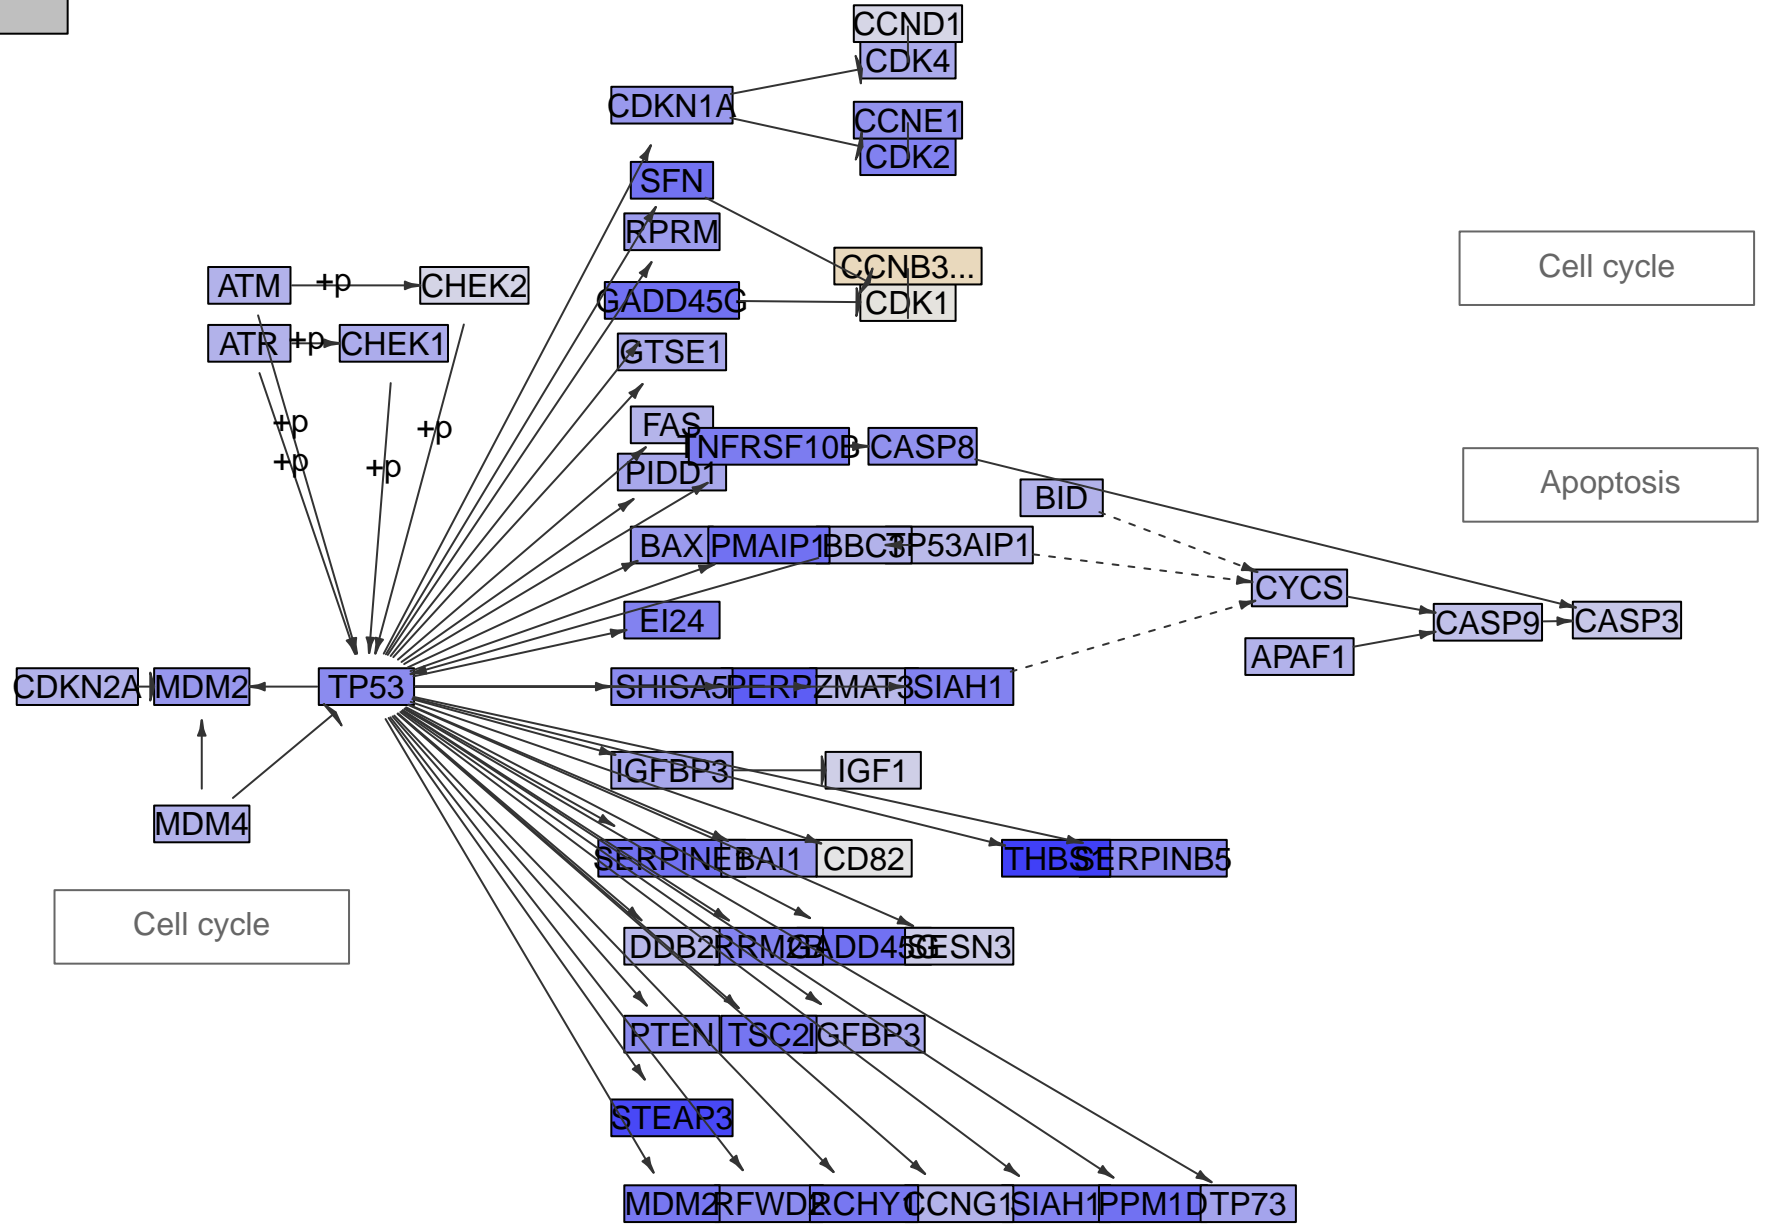 CCND1
CDK4
CDKN1A
CCNE1
CDK2
SFN
RPRM
CCNB3...
Cell cycle
ATM
+p
CHEK2
GADD45G
CDK1
ATR
+p
CHEK1
GTSE1
+p
+p
FAS
TNFRSF10B
CASP8
+p
+p
PIDD1
Apoptosis
BID
BAX
PMAIP1
BBC3
TP53AIP1
CYCS
EI24
CASP9
CASP3
APAF1
CDKN2A
MDM2
TP53
SHISA5
PERP
ZMAT3
SIAH1
IGFBP3
IGF1
MDM4
SERPINE1
BAI1
CD82
THBS1
SERPINB5
Cell cycle
DDB2
RRM2B
GADD45G
SESN3
PTEN
TSC2
IGFBP3
STEAP3
MDM2
RFWD2
RCHY1
CCNG1
SIAH1
PPM1D
TP73